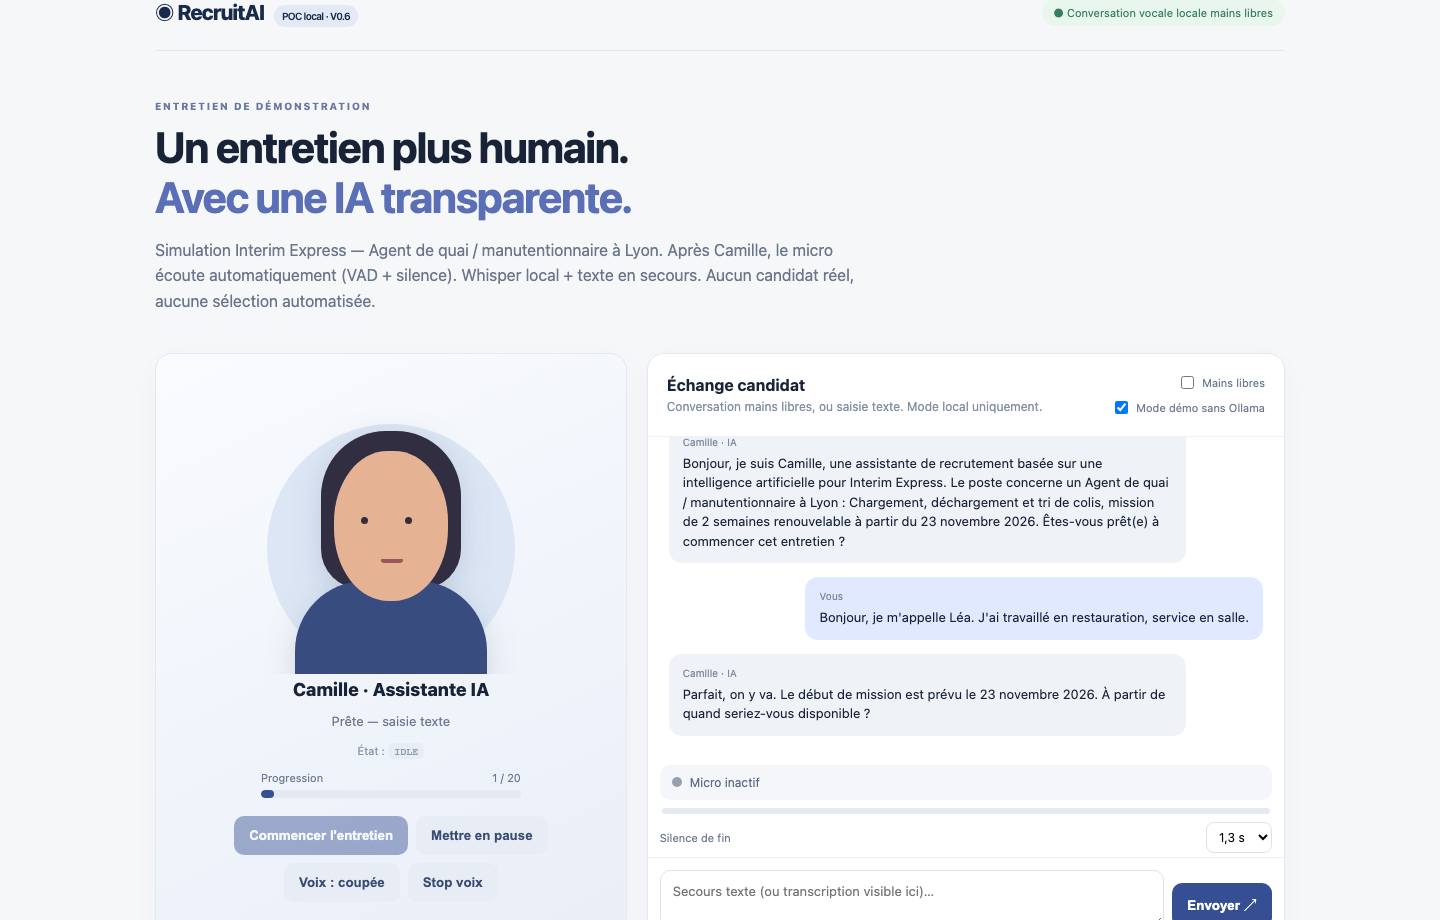 RecruitAI
POC local · V0.6
Conversation vocale locale mains libres
ENTRETIEN DE DÉMONSTRATION
Un entretien plus humain.
Avec une IA transparente.
Simulation Interim Express — Agent de quai / manutentionnaire à Lyon. Après Camille, le micro
écoute automatiquement (VAD + silence). Whisper local + texte en secours. Aucun candidat réel,
aucune sélection automatisée.
Camille · Assistante IA
Prête — saisie texte
État : IDLE
Progression 1 / 20
Commencer l'entretien
Mettre en pause
Voix : coupée
Stop voix
Échange candidat
Conversation mains libres, ou saisie texte. Mode local uniquement.
Mains libres
Mode démo sans Ollama
Camille · IA
Bonjour, je suis Camille, une assistante de recrutement basée sur une
intelligence artificielle pour Interim Express. Le poste concerne un Agent de quai
/ manutentionnaire à Lyon : Chargement, déchargement et tri de colis, mission
de 2 semaines renouvelable à partir du 23 novembre 2026. Êtes-vous prêt(e) à
commencer cet entretien ?
Vous
Bonjour, je m'appelle Léa. J'ai travaillé en restauration, service en salle.
Camille · IA
Parfait, on y va. Le début de mission est prévu le 23 novembre 2026. À partir de
quand seriez-vous disponible ?
Micro inactif
Silence de fin
1,3 s
Secours texte (ou transcription visible ici)...
Envoyer ↗